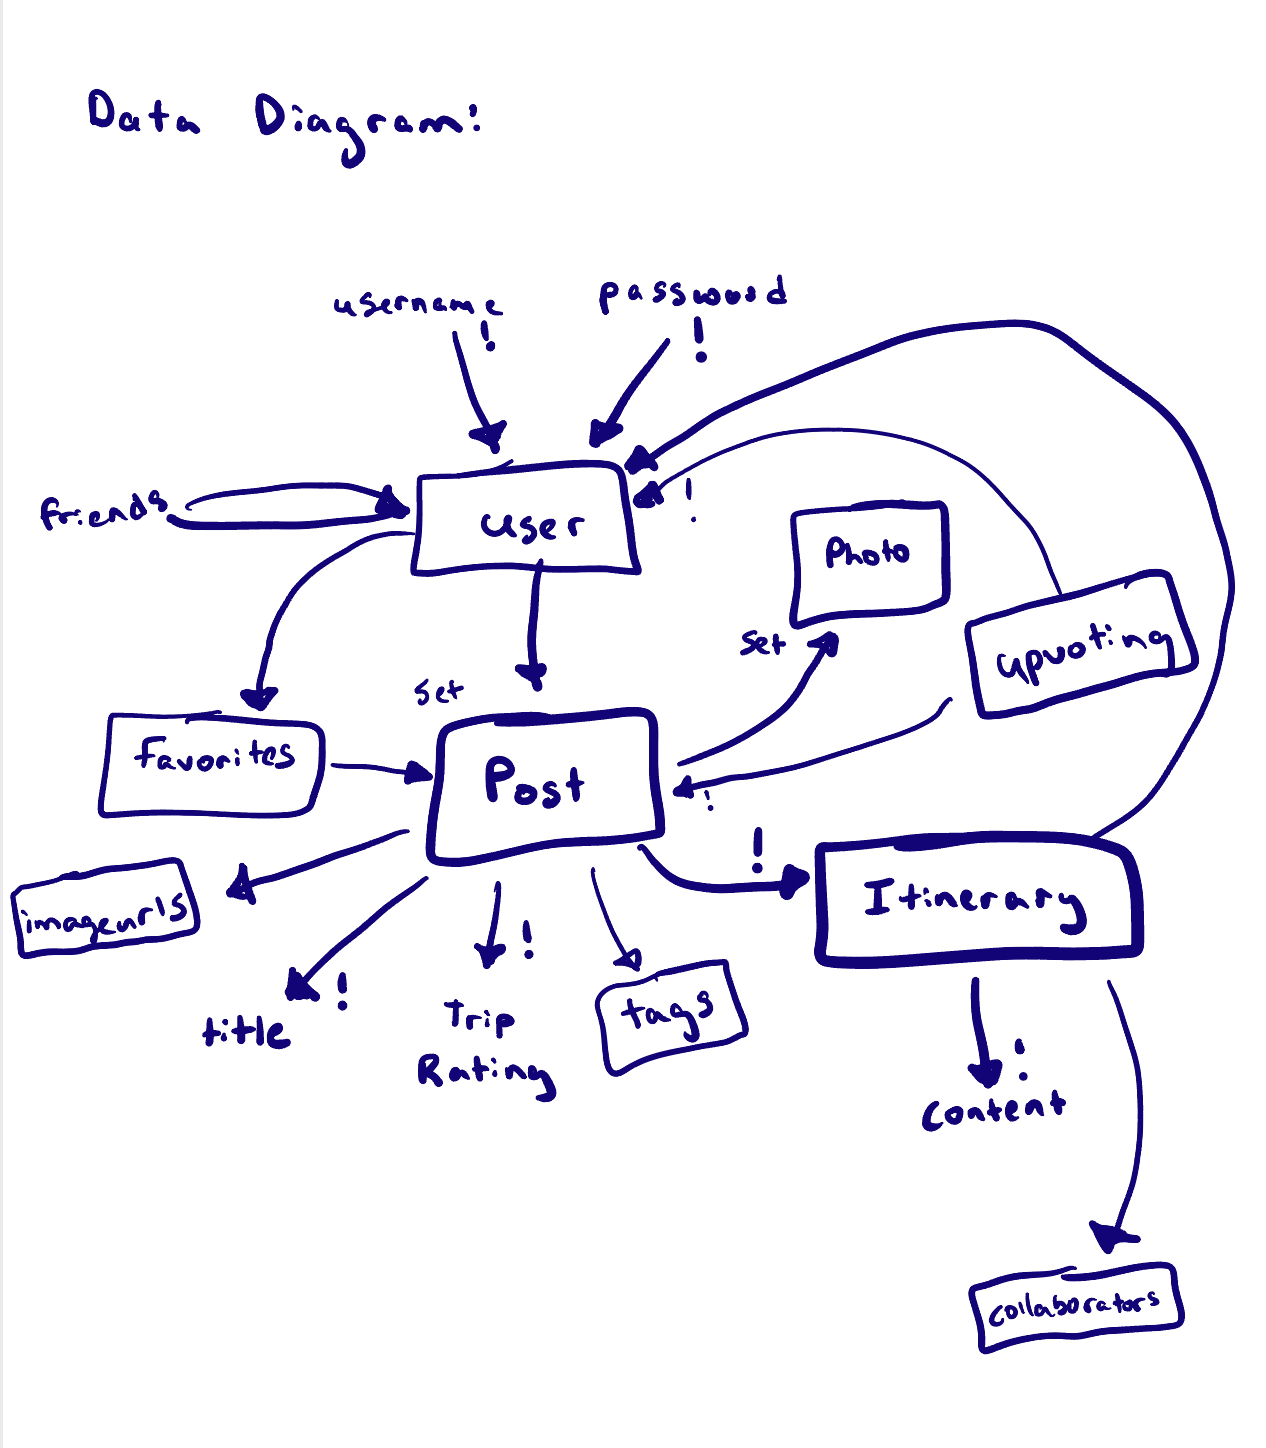 Data Diagram:
username
!
password
!
friends
user
!
Photo
set
upvoting
set
favorites
Post
!
!
Itinerary
imageurls
title
!
Trip
Rating
!
tags
content
!
collaborators